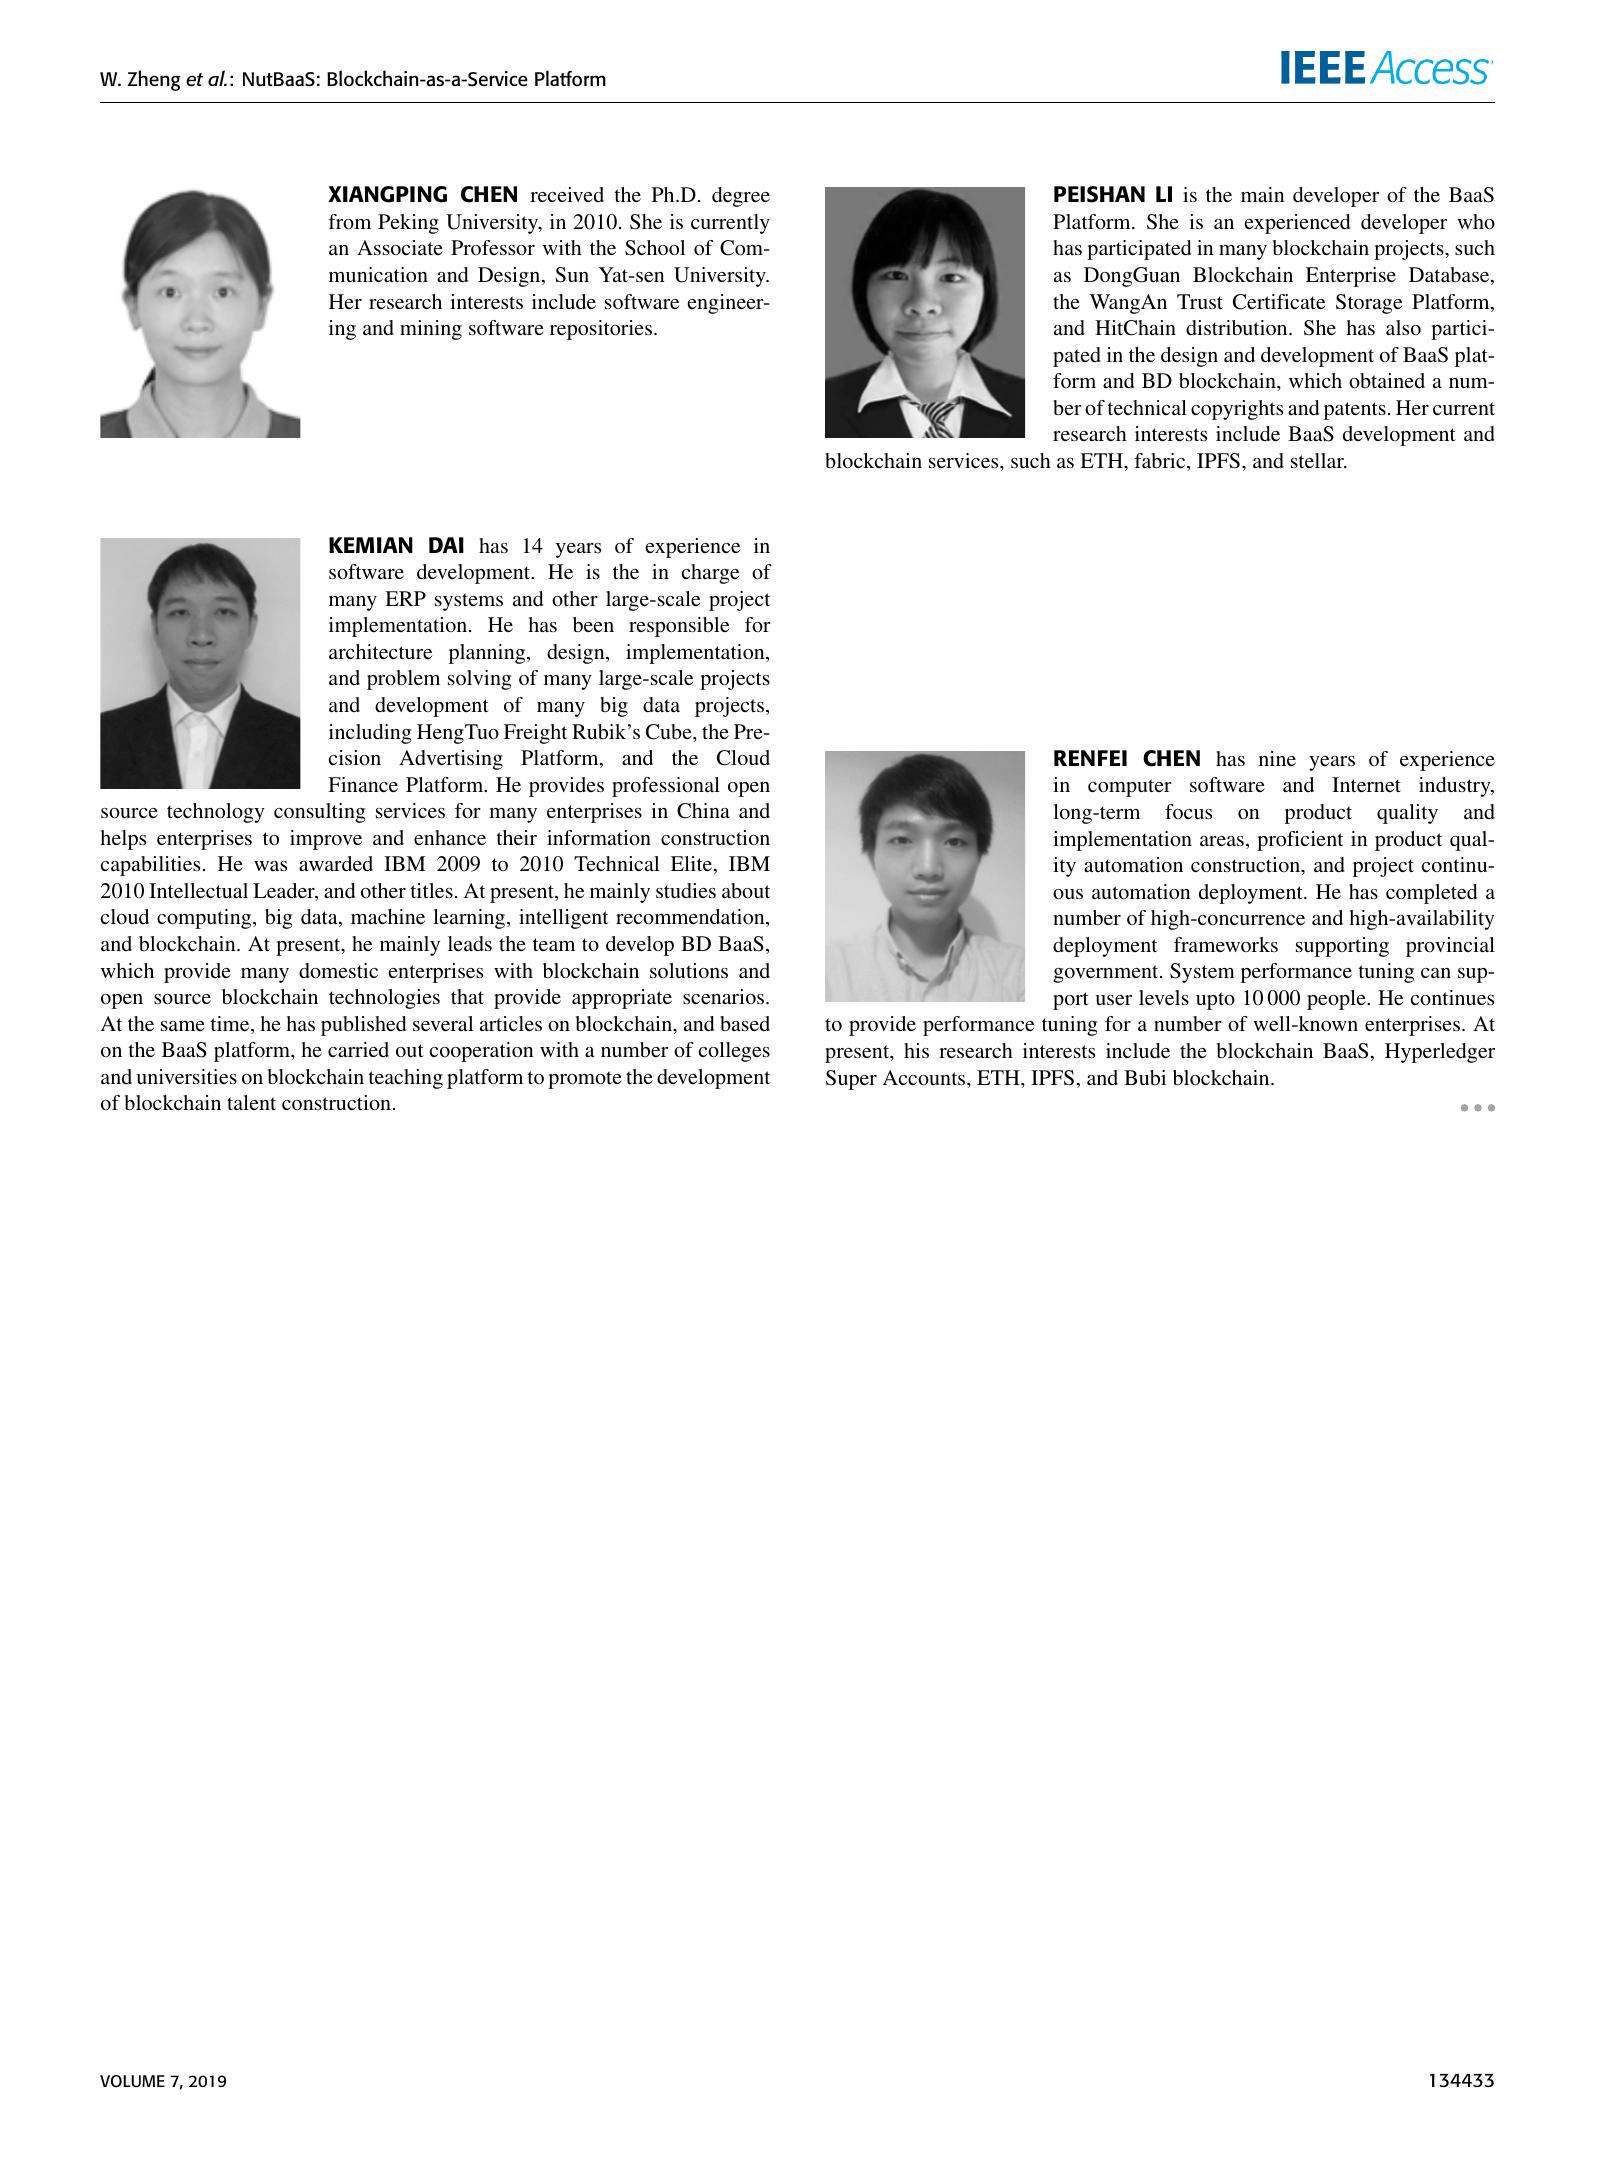 W. Zheng et al.: NutBaaS: Blockchain-as-a-Service Platform
IEEE Access
XIANGPING CHEN received the Ph.D. degree
from Peking University, in 2010. She is currently
an Associate Professor with the School of Com-
munication and Design, Sun Yat-sen University.
Her research interests include software engineer-
ing and mining software repositories.
KEMIAN DAI has 14 years of experience in
software development. He is the in charge of
many ERP systems and other large-scale project
implementation. He has been responsible for
architecture planning, design, implementation,
and problem solving of many large-scale projects
and development of many big data projects,
including HengTuo Freight Rubik's Cube, the Pre-
cision Advertising Platform, and the Cloud
Finance Platform. He provides professional open
source technology consulting services for many enterprises in China and
helps enterprises to improve and enhance their information construction
capabilities. He was awarded IBM 2009 to 2010 Technical Elite, IBM
2010 Intellectual Leader, and other titles. At present, he mainly studies about
cloud computing, big data, machine learning, intelligent recommendation,
and blockchain. At present, he mainly leads the team to develop BD BaaS,
which provide many domestic enterprises with blockchain solutions and
open source blockchain technologies that provide appropriate scenarios.
At the same time, he has published several articles on blockchain, and based
on the BaaS platform, he carried out cooperation with a number of colleges
and universities on blockchain teaching platform to promote the development
of blockchain talent construction.
PEISHAN LI is the main developer of the BaaS
Platform. She is an experienced developer who
has participated in many blockchain projects, such
as DongGuan Blockchain Enterprise Database,
the WangAn Trust Certificate Storage Platform,
and HitChain distribution. She has also partici-
pated in the design and development of BaaS plat-
form and BD blockchain, which obtained a num-
ber of technical copyrights and patents. Her current
research interests include BaaS development and
blockchain services, such as ETH, fabric, IPFS, and stellar.
RENFEI CHEN has nine years of experience
in computer software and Internet industry,
long-term focus on product quality and
implementation areas, proficient in product qual-
ity automation construction, and project continu-
ous automation deployment. He has completed a
number of high-concurrence and high-availability
deployment frameworks supporting provincial
government. System performance tuning can sup-
port user levels upto 10 000 people. He continues
to provide performance tuning for a number of well-known enterprises. At
present, his research interests include the blockchain BaaS, Hyperledger
Super Accounts, ETH, IPFS, and Bubi blockchain.
VOLUME 7, 2019
134433